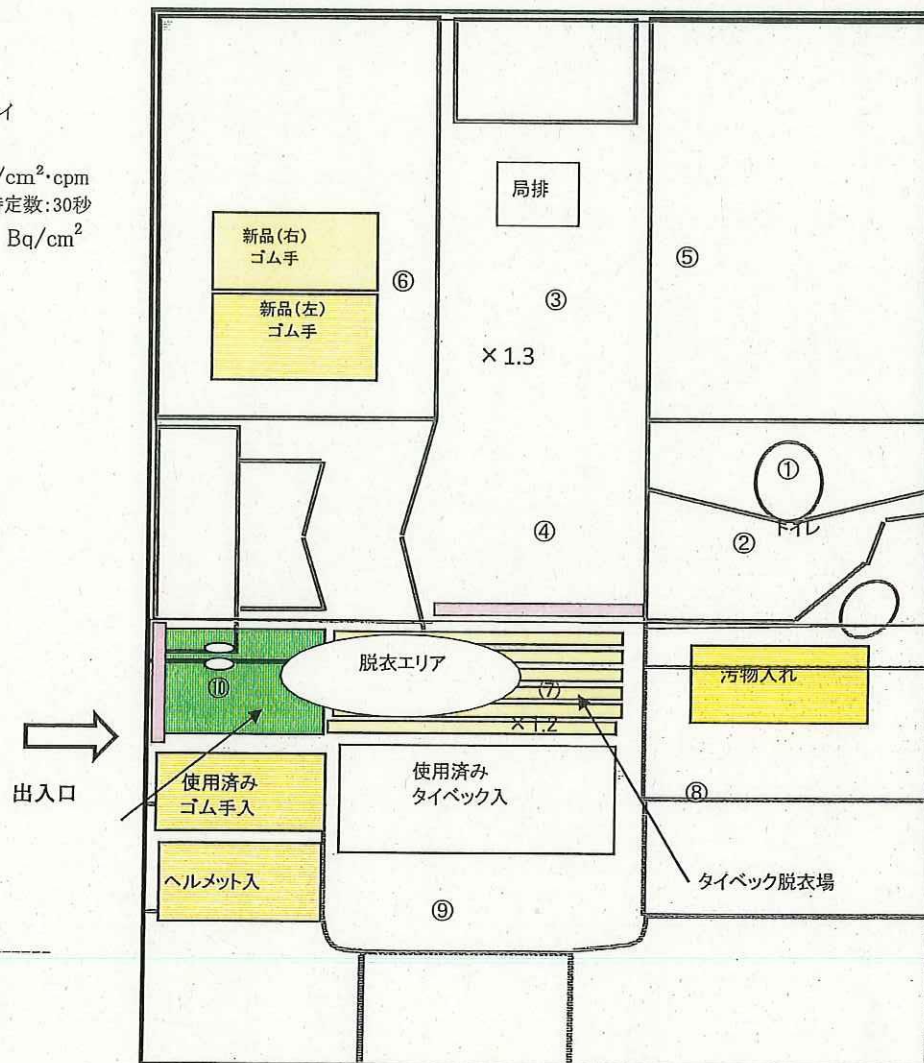 イ
/cm²・cpm
定数:30秒
Bq/cm²
局排
新品(右)
ゴム手
⑥
⑤
③
新品(左)
ゴム手
×1.3
①
④
②
トイレ
脱衣エリア
⑩
(7)
汚物入れ
×1.2
出入口
使用済み
ゴム手入
使用済み
タイベック入
⑧
ヘルメット入
タイベック脱衣場
⑨